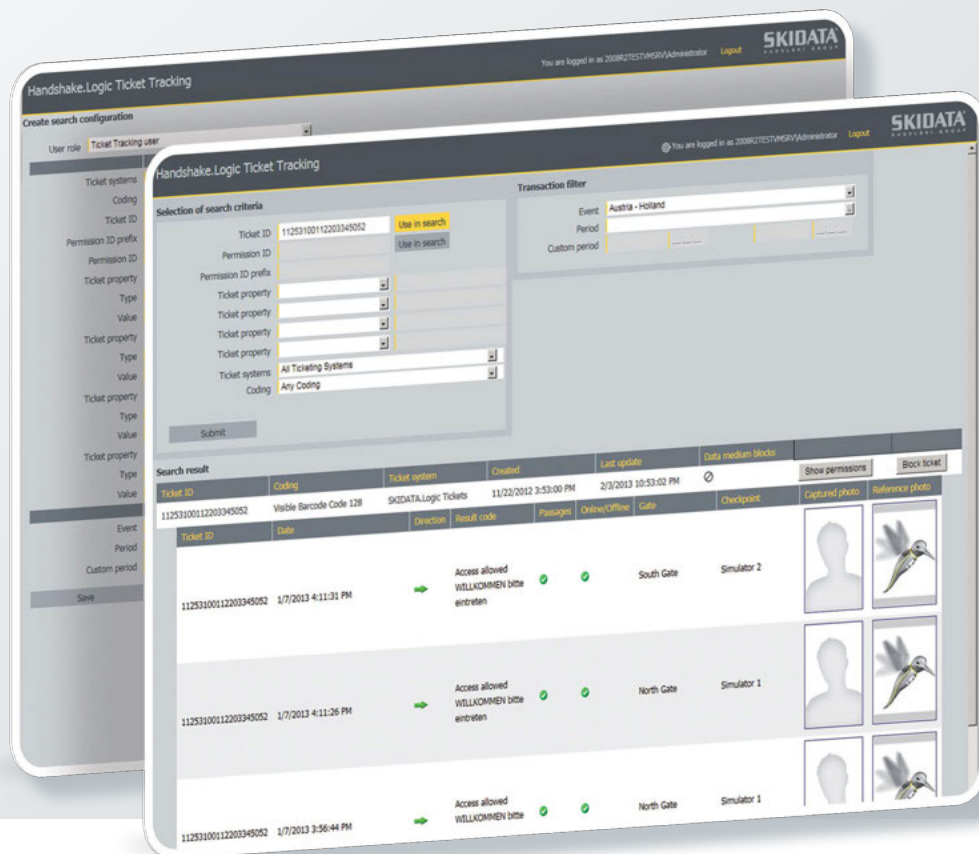 Handshake.Logic Ticket Tracking
You are logged in as 2008R2TESTVMSRV\Administrator
Logout
SKIDATA
KUDELSKI GROUP
Create search configuration
User role Ticket Tracking user
Ticket systems
Coding
Ticket ID
Permission ID prefix
Permission ID
Ticket property
Type
Value
Ticket property
Type
Value
Ticket property
Type
Value
Ticket property
Type
Value
Event
Period
Custom period
Save
Handshake.Logic Ticket Tracking
You are logged in as 2008R2TESTVMSRV\Administrator
Logout
SKIDATA
KUDELSKI GROUP
Selection of search criteria
Ticket ID 11253100112203345052 Use in search
Permission ID Use in search
Permission ID prefix
Ticket property
Ticket property
Ticket property
Ticket property
Ticket systems All Ticketing Systems
Coding Any Coding
Submit
Transaction filter
Event Austria - Holland
Period
Custom period
Search result
Ticket ID Coding Ticket system Created Last update Data medium blocks
11253100112203345052 Visible Barcode Code 128 SKIDATA.Logic Tickets 11/22/2012 3:53:00 PM 2/3/2013 10:53:02 PM Show permissions Block ticket
Ticket ID Date Direction Result code Passages Online/Offline Gate Checkpoint Captured photo Reference photo
11253100112203345052 1/7/2013 4:11:31 PM
Access allowed
WILLKOMMEN bitte
eintreten
South Gate Simulator 2
11253100112203345052 1/7/2013 4:11:26 PM
Access allowed
WILLKOMMEN bitte
eintreten
North Gate Simulator 1
11253100112203345052 1/7/2013 3:56:44 PM
Access allowed
WILLKOMMEN bitte
eintreten
North Gate Simulator 1